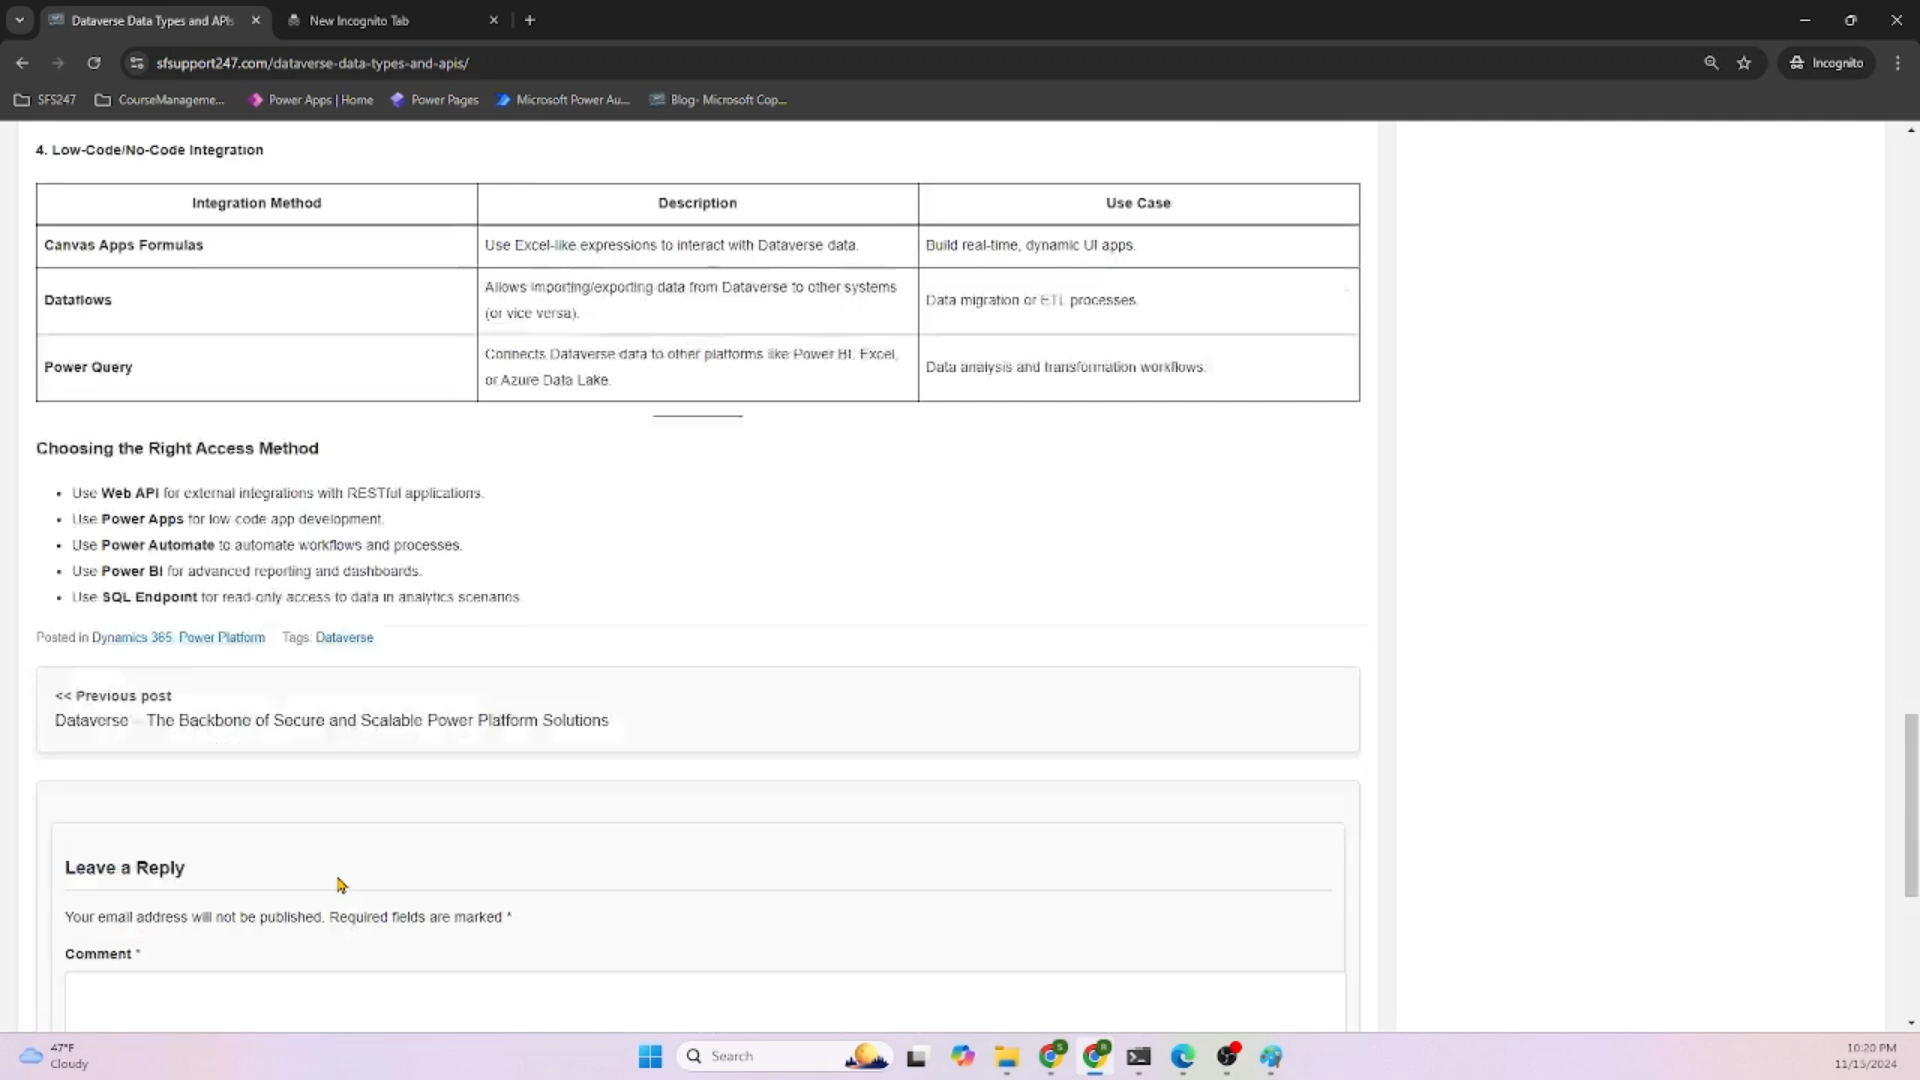 Dataverse Data Types and APIs
New Incognito Tab
sfsupport247.com/dataverse-data-types-and-apis/
Incognito
SFS247
CourseManageme...
Power Apps | Home
Power Pages
Microsoft Power Au...
Blog- Microsoft Cop...
4. Low-Code/No-Code Integration
Integration Method
Description
Use Case
Canvas Apps Formulas
Use Excel-like expressions to interact with Dataverse data.
Build real-time, dynamic UI apps.
Dataflows
Allows importing/exporting data from Dataverse to other systems
(or vice versa).
Data migration or ETL processes.
Power Query
Connects Dataverse data to other platforms like Power BI, Excel,
or Azure Data Lake.
Data analysis and transformation workflows.
Choosing the Right Access Method
• Use Web API for external integrations with RESTful applications.
• Use Power Apps for low-code app development.
• Use Power Automate to automate workflows and processes.
• Use Power BI for advanced reporting and dashboards.
• Use SQL Endpoint for read-only access to data in analytics scenarios.
Posted in Dynamics 365, Power Platform Tags: Dataverse
<< Previous post
Dataverse – The Backbone of Secure and Scalable Power Platform Solutions
Leave a Reply
Your email address will not be published. Required fields are marked *
Comment *
47°F
Cloudy
Search
10:20 PM
11/15/2024